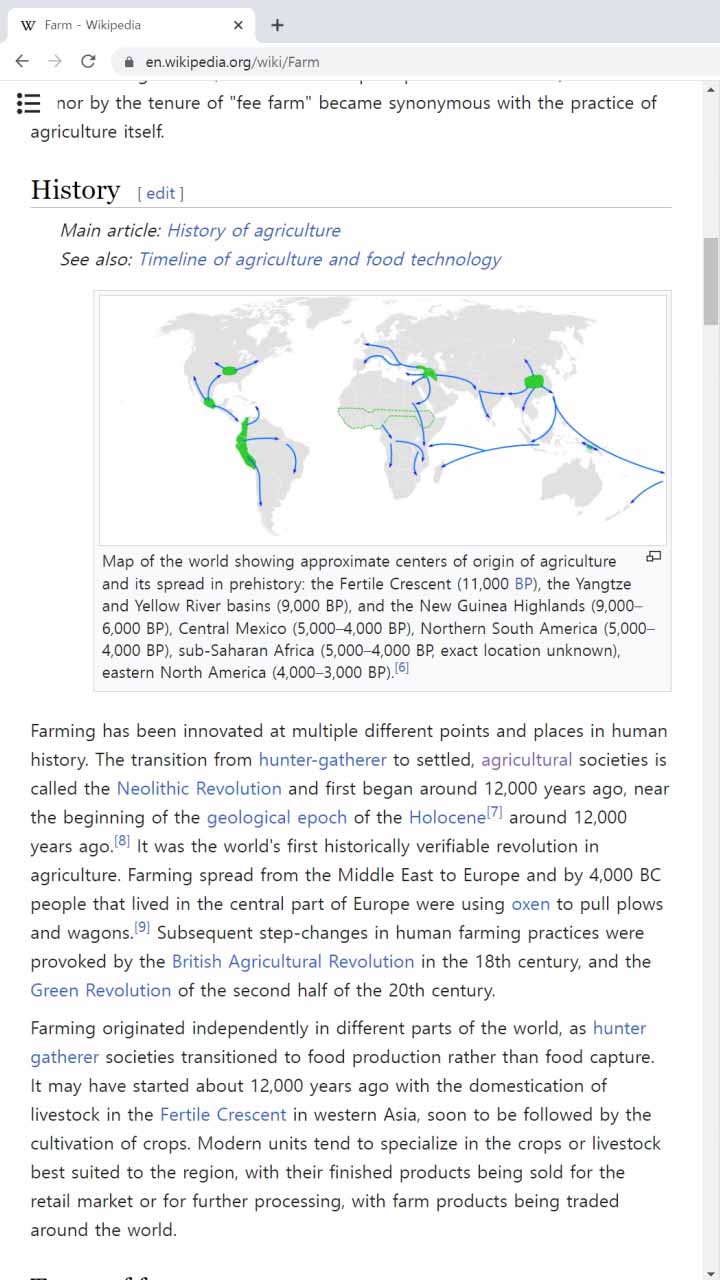 Farm - Wikipedia
en.wikipedia.org/wiki/Farm
nor by the tenure of "fee farm" became synonymous with the practice of
agriculture itself.
History [ edit ]
Main article: History of agriculture
See also: Timeline of agriculture and food technology
Map of the world showing approximate centers of origin of agriculture
and its spread in prehistory: the Fertile Crescent (11,000 BP), the Yangtze
and Yellow River basins (9,000 BP), and the New Guinea Highlands (9,000–
6,000 BP), Central Mexico (5,000–4,000 BP), Northern South America (5,000–
4,000 BP), sub-Saharan Africa (5,000–4,000 BP, exact location unknown),
eastern North America (4,000–3,000 BP).[6]
Farming has been innovated at multiple different points and places in human
history. The transition from hunter-gatherer to settled, agricultural societies is
called the Neolithic Revolution and first began around 12,000 years ago, near
the beginning of the geological epoch of the Holocene[7] around 12,000
years ago.[8] It was the world's first historically verifiable revolution in
agriculture. Farming spread from the Middle East to Europe and by 4,000 BC
people that lived in the central part of Europe were using oxen to pull plows
and wagons.[9] Subsequent step-changes in human farming practices were
provoked by the British Agricultural Revolution in the 18th century, and the
Green Revolution of the second half of the 20th century.
Farming originated independently in different parts of the world, as hunter
gatherer societies transitioned to food production rather than food capture.
It may have started about 12,000 years ago with the domestication of
livestock in the Fertile Crescent in western Asia, soon to be followed by the
cultivation of crops. Modern units tend to specialize in the crops or livestock
best suited to the region, with their finished products being sold for the
retail market or for further processing, with farm products being traded
around the world.